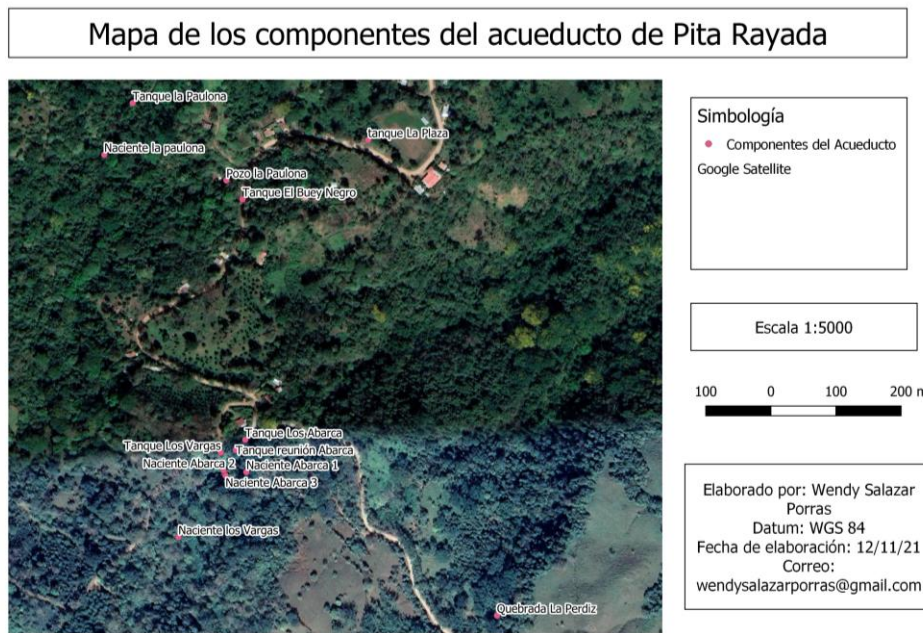 Mapa de los componentes del acueducto de Pita Rayada
Tanque la Paulona
tanque La Plaza
Naciente la paulona
Pozo la Paulona
Tanque El Buey Negro
Tanque Los Abarca
Tanque Los Vargas
Tanque reunión Abarca
Naciente Abarca 2
Naciente Abarca 1
Naciente Abarca 3
Naciente los Vargas
Quebrada La Perdiz
Simbología
Componentes del Acueducto
Google Satellite
Escala 1:5000
100 0 100 200 m
Elaborado por: Wendy Salazar
Porras
Datum: WGS 84
Fecha de elaboración: 12/11/21
Correo:
wendysalazarporras@gmail.com